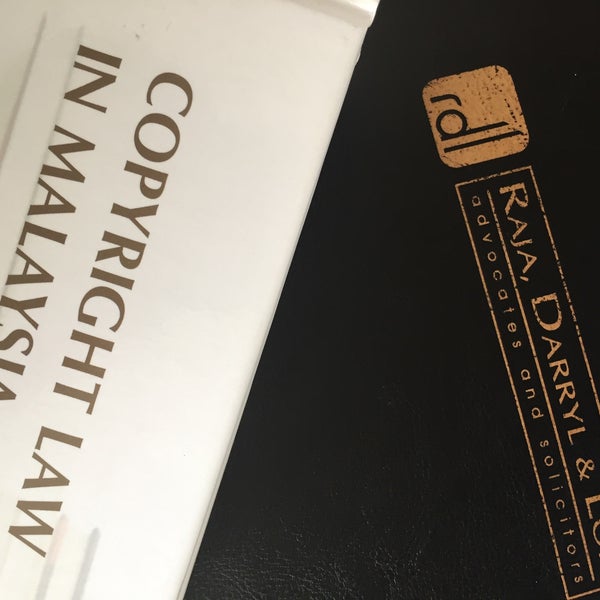 COPYRIGHT LAW
IN MALAYSIA
rdl
RAJA, DARRYL &
advocates and solicitors